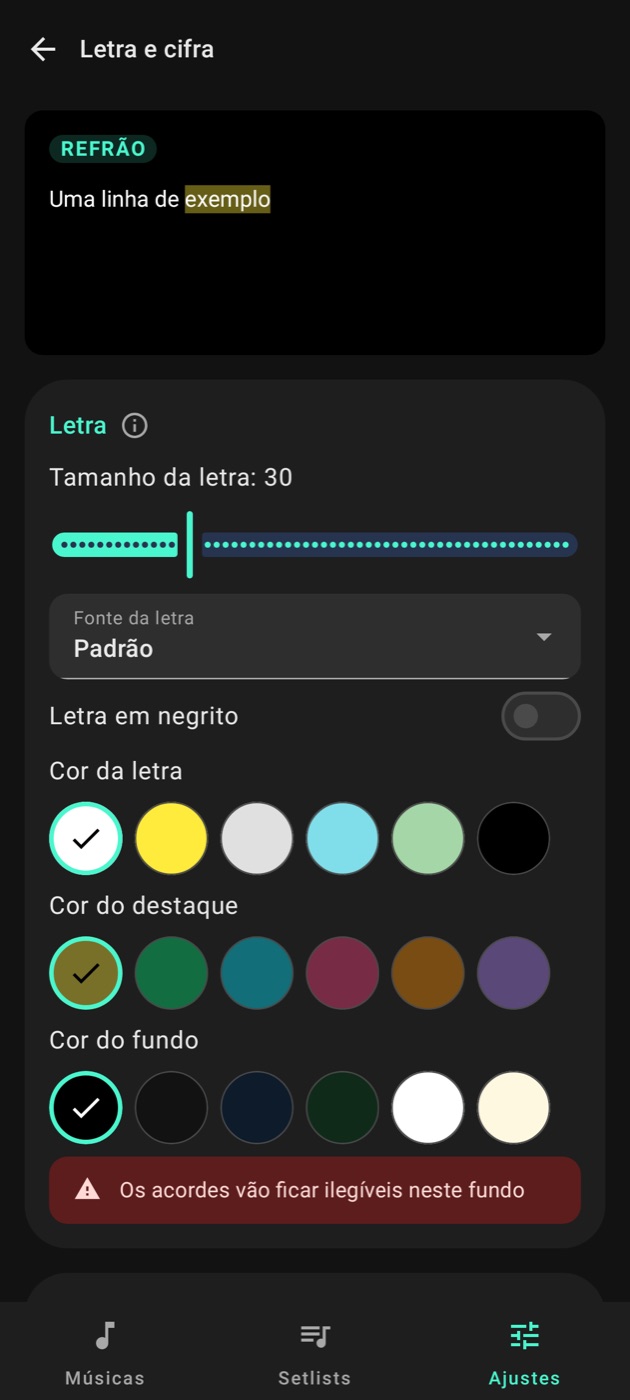 Letra e cifra
REFRÃO
Uma linha de exemplo
Letra
Tamanho da letra: 30
Fonte da letra
Padrão
Letra em negrito
Cor da letra
Cor do destaque
Cor do fundo
Os acordes vão ficar ilegíveis neste fundo
Músicas
Setlists
Ajustes